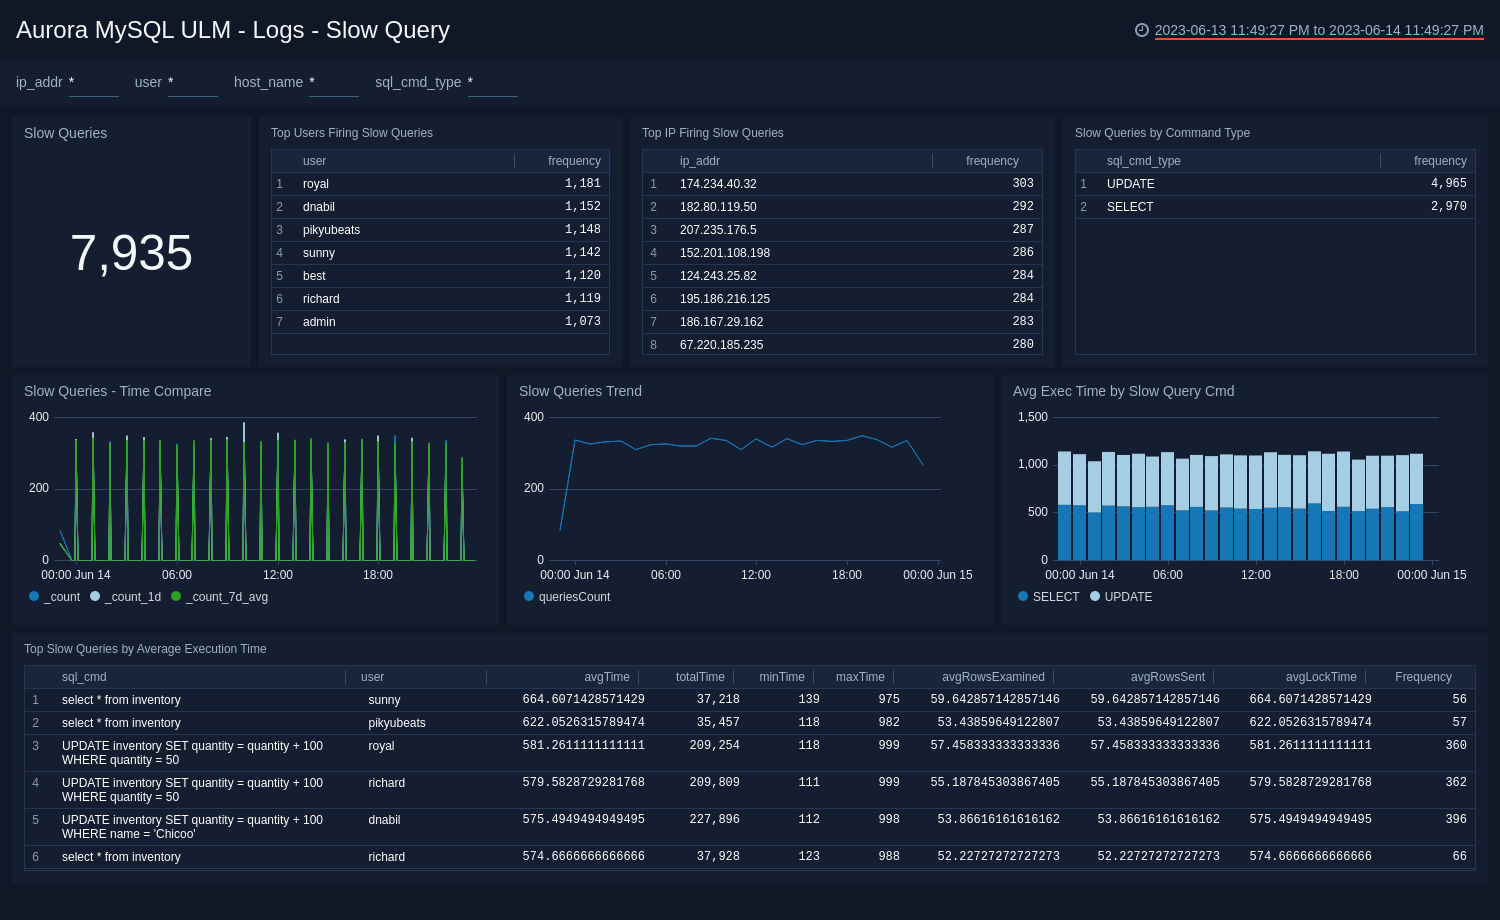 Aurora MySQL ULM - Logs - Slow Query
2023-06-13 11:49:27 PM to 2023-06-14 11:49:27 PM
ip_addr * user * host_name * sql_cmd_type *
Slow Queries
7,935
Top Users Firing Slow Queries
user frequency
1 royal 1,181
2 dnabil 1,152
3 pikyubeats 1,148
4 sunny 1,142
5 best 1,120
6 richard 1,119
7 admin 1,073
Top IP Firing Slow Queries
ip_addr frequency
1 174.234.40.32 303
2 182.80.119.50 292
3 207.235.176.5 287
4 152.201.108.198 286
5 124.243.25.82 284
6 195.186.216.125 284
7 186.167.29.162 283
8 67.220.185.235 280
Slow Queries by Command Type
sql_cmd_type frequency
1 UPDATE 4,965
2 SELECT 2,970
Slow Queries - Time Compare
400
200
0
00:00 Jun 14 06:00 12:00 18:00
_count _count_1d _count_7d_avg
Slow Queries Trend
400
200
0
00:00 Jun 14 06:00 12:00 18:00 00:00 Jun 15
queriesCount
Avg Exec Time by Slow Query Cmd
1,500
1,000
500
0
00:00 Jun 14 06:00 12:00 18:00 00:00 Jun 15
SELECT UPDATE
Top Slow Queries by Average Execution Time
sql_cmd user avgTime totalTime minTime maxTime avgRowsExamined avgRowsSent avgLockTime Frequency
1 select * from inventory sunny 664.6071428571429 37,218 139 975 59.642857142857146 59.642857142857146 664.6071428571429 56
2 select * from inventory pikyubeats 622.0526315789474 35,457 118 982 53.43859649122807 53.43859649122807 622.0526315789474 57
3 UPDATE inventory SET quantity = quantity + 100 royal 581.2611111111111 209,254 118 999 57.458333333333336 57.458333333333336 581.2611111111111 360
WHERE quantity = 50
4 UPDATE inventory SET quantity = quantity + 100 richard 579.5828729281768 209,809 111 999 55.187845303867405 55.187845303867405 579.5828729281768 362
WHERE quantity = 50
5 UPDATE inventory SET quantity = quantity + 100 dnabil 575.4949494949495 227,896 112 998 53.86616161616162 53.86616161616162 575.4949494949495 396
WHERE name = 'Chicoo'
6 select * from inventory richard 574.6666666666666 37,928 123 988 52.22727272727273 52.22727272727273 574.6666666666666 66